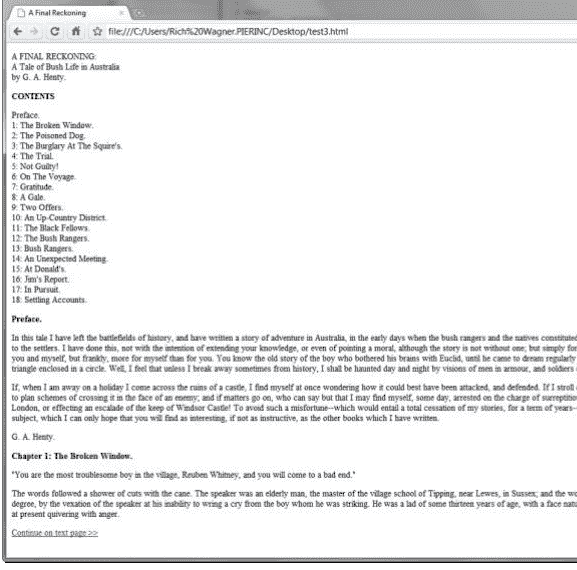 A Final Reckoning
file:///C:/Users/Rich%20Wagner.PIERINC/Desktop/test3.html
A FINAL RECKONING:
A Tale of Bush Life in Australia
by G. A. Henty.
CONTENTS
Preface.
1: The Broken Window.
2: The Poisoned Dog.
3: The Burglary At The Squire's.
4: The Trial.
5: Not Guilty!
6: On The Voyage.
7: Gratitude.
8: A Gale.
9: Two Offers.
10: An Up-Country District.
11: The Black Fellows.
12: The Bush Rangers.
13: Bush Rangers.
14: An Unexpected Meeting.
15: At Donald's.
16: Jim's Report.
17: In Pursuit.
18: Settling Accounts.
Preface.
In this tale I have left the battlefields of history, and have written a story of adventure in Australia, in the early days when the bush rangers and the natives constituted
to the settlers. I have done this, not with the intention of extending your knowledge, or even of pointing a moral, although the story is not without one; but simply for
you and myself, but frankly, more for myself than for you. You know the old story of the boy who bothered his brains with Euclid, until he came to dream regularly
triangle enclosed in a circle. Well, I feel that unless I break away sometimes from history, I shall be haunted day and night by visions of men in armour, and soldiers
If, when I am away on a holiday I come across the ruins of a castle, I find myself at once wondering how it could best have been attacked, and defended. If I stroll
to plan schemes of crossing it in the face of an enemy; and if matters go on, who can say but that I may find myself, some day, arrested on the charge of surreptitio
London, or effecting an escalade of the keep of Windsor Castle! To avoid such a misfortune--which would entail a total cessation of my stories, for a term of years--
subject, which I can only hope that you will find as interesting, if not as instructive, as the other books which I have written.
G. A. Henty.
Chapter 1: The Broken Window.
"You are the most troublesome boy in the village, Reuben Whitney, and you will come to a bad end."
The words followed a shower of cuts with the cane. The speaker was an elderly man, the master of the village school of Tipping, near Lewes, in Sussex; and the wo
degree, by the vexation of the speaker at his inability to wring a cry from the boy whom he was striking. He was a lad of some thirteen years of age, with a face natu
at present quivering with anger.
Continue on text page >>